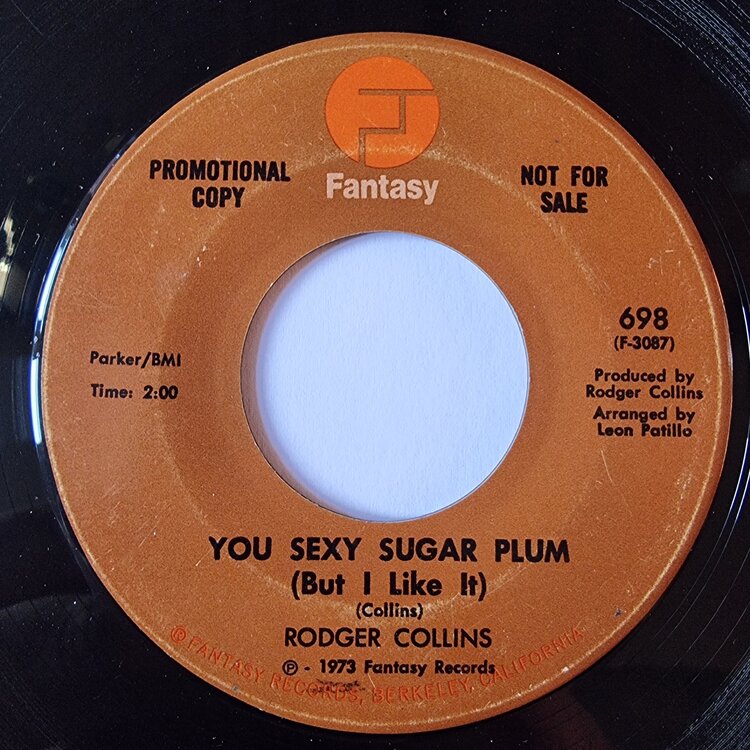 Fantasy
PROMOTIONAL
COPY
NOT FOR
SALE
698
(F-3087)
Parker/BMI
Time: 2:00
Produced by
Rodger Collins
Arranged by
Leon Patillo
YOU SEXY SUGAR PLUM
(But I Like It)
(Collins)
RODGER COLLINS
℗ - 1973 Fantasy Records
© FANTASY RECORDS, BERKELEY, CALIFORNIA